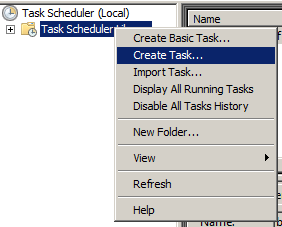 Task Scheduler (Local)
Name
Task Scheduler
Create Basic Task...
Create Task...
Import Task...
Display All Running Tasks
Disable All Tasks History
New Folder...
View
Refresh
Help
Name: